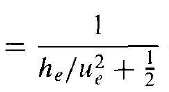 = \frac{1}{h_e/u_e^2 + \frac{1}{2}}